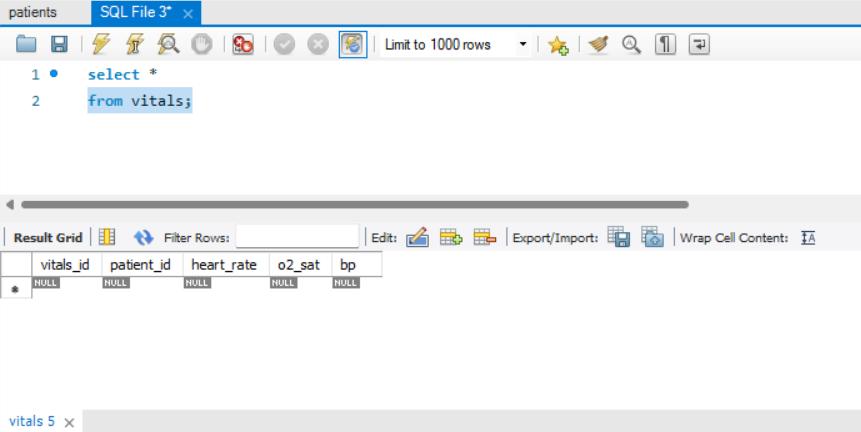 patients SQL File 3* ×
Limit to 1000 rows
1 select *
2 from vitals;
Result Grid Filter Rows: Edit: Export/Import: Wrap Cell Content: IA
vitals_id patient_id heart_rate o2_sat bp
* NULL NULL NULL NULL NULL
vitals 5 ×